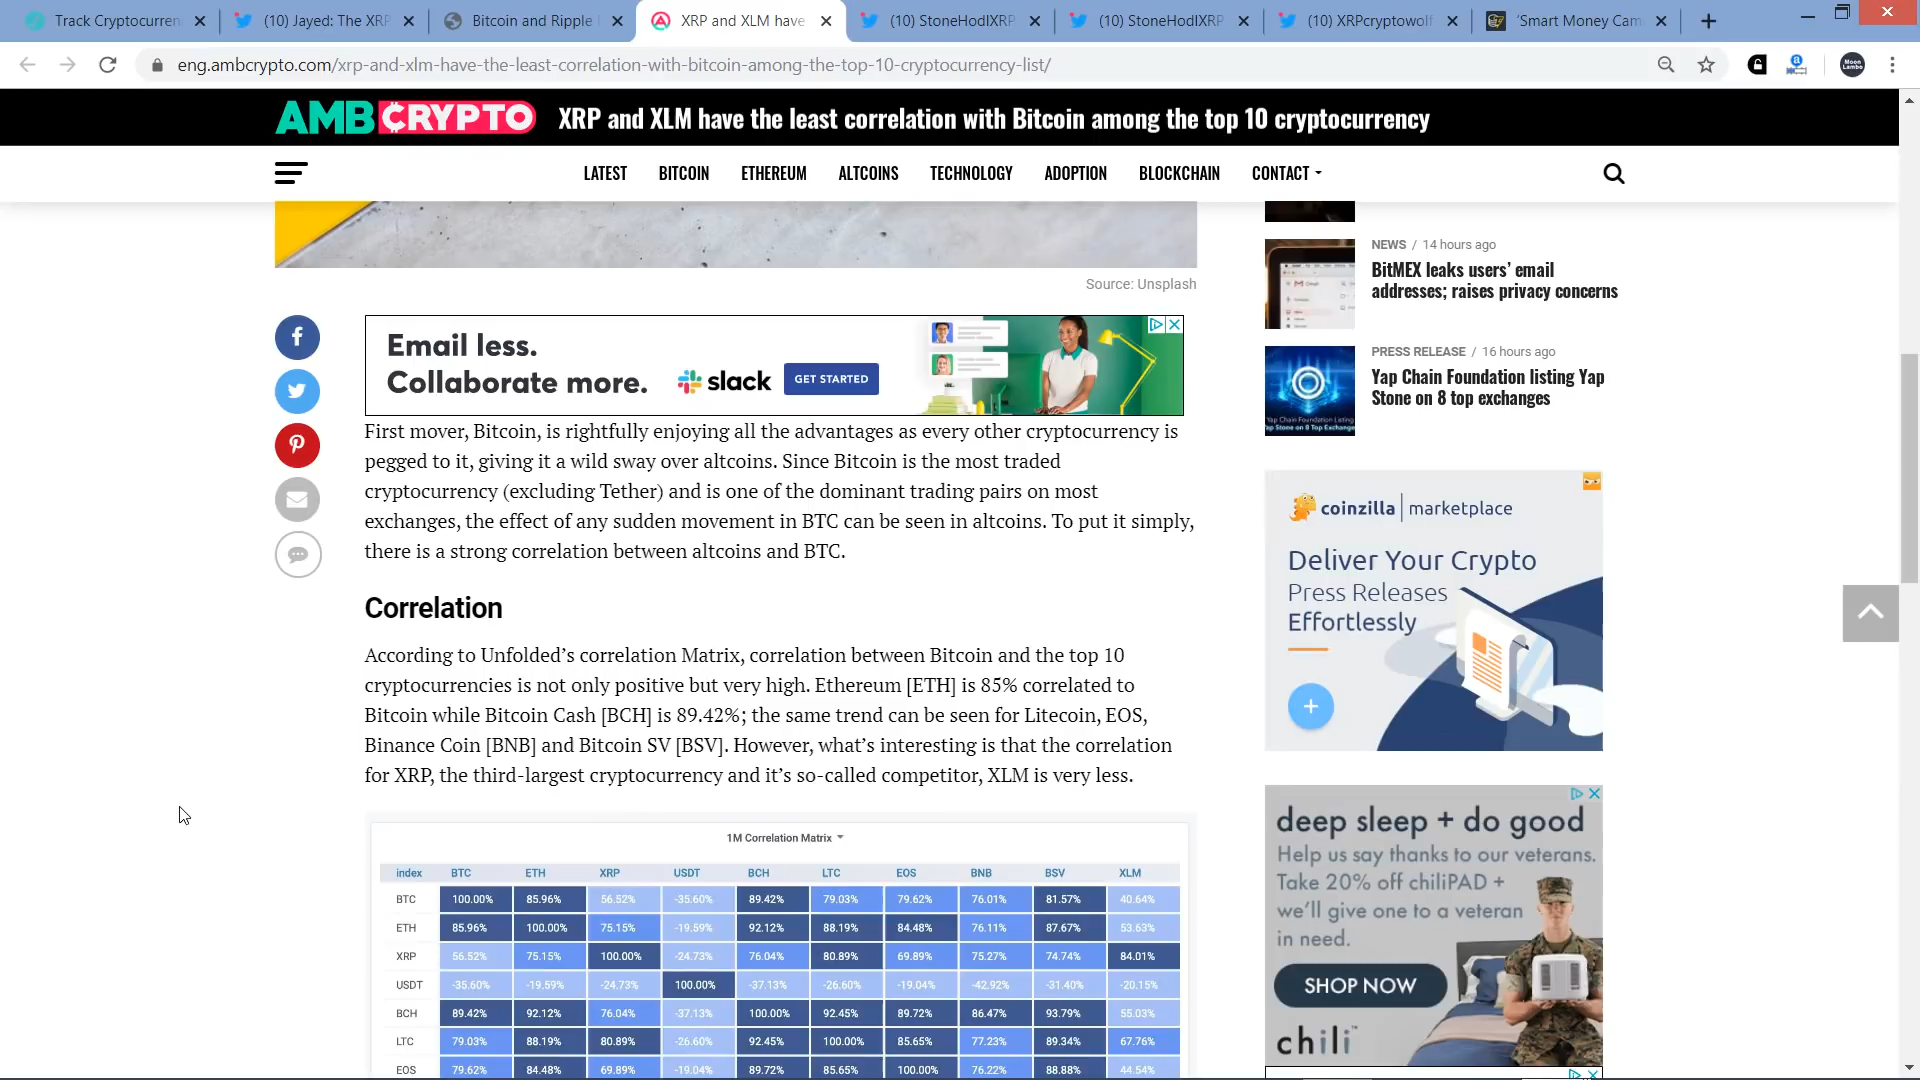 Track Cryptocurren
(10) Jayed: The XRP
Bitcoin and Ripple
XRP and XLM have
(10) StoneHodlXRP
(10) StoneHodlXRP
(10) XRPcryptowolf
'Smart Money Cam
eng.ambcrypto.com/xrp-and-xlm-have-the-least-correlation-with-bitcoin-among-the-top-10-cryptocurrency-list/
AMBCRYPTO
XRP and XLM have the least correlation with Bitcoin among the top 10 cryptocurrency
LATEST BITCOIN ETHEREUM ALTCOINS TECHNOLOGY ADOPTION BLOCKCHAIN CONTACT
Source: Unsplash
Email less.
Collaborate more.
slack
GET STARTED
First mover, Bitcoin, is rightfully enjoying all the advantages as every other cryptocurrency is
pegged to it, giving it a wild sway over altcoins. Since Bitcoin is the most traded
cryptocurrency (excluding Tether) and is one of the dominant trading pairs on most
exchanges, the effect of any sudden movement in BTC can be seen in altcoins. To put it simply,
there is a strong correlation between altcoins and BTC.
Correlation
According to Unfolded's correlation Matrix, correlation between Bitcoin and the top 10
cryptocurrencies is not only positive but very high. Ethereum [ETH] is 85% correlated to
Bitcoin while Bitcoin Cash [BCH] is 89.42%; the same trend can be seen for Litecoin, EOS,
Binance Coin [BNB] and Bitcoin SV [BSV]. However, what's interesting is that the correlation
for XRP, the third-largest cryptocurrency and it's so-called competitor, XLM is very less.
1M Correlation Matrix
index BTC ETH XRP USDT BCH LTC EOS BNB BSV XLM
BTC 100.00% 85.96% 56.52% -35.60% 89.42% 79.03% 79.62% 76.01% 81.57% 40.64%
ETH 85.96% 100.00% 75.15% -19.59% 92.12% 88.19% 84.48% 76.11% 87.67% 53.63%
XRP 56.52% 75.15% 100.00% -24.73% 76.04% 80.89% 69.89% 75.27% 74.74% 84.01%
USDT -35.60% -19.59% -24.73% 100.00% -37.13% -26.60% -19.04% -42.92% -31.40% -20.15%
BCH 89.42% 92.12% 76.04% -37.13% 100.00% 92.45% 89.72% 86.47% 93.79% 55.03%
LTC 79.03% 88.19% 80.89% -26.60% 92.45% 100.00% 85.65% 77.23% 89.34% 67.76%
EOS 79.62% 84.48% 69.89% -19.04% 89.72% 85.65% 100.00% 76.22% 88.88% 44.54%
NEWS / 14 hours ago
BitMEX leaks users' email
addresses; raises privacy concerns
PRESS RELEASE / 16 hours ago
Yap Chain Foundation listing Yap
Stone on 8 top exchanges
coinzilla | marketplace
Deliver Your Crypto
Press Releases
Effortlessly
deep sleep + do good
Help us say thanks to our veterans.
Take 20% off chiliPAD +
we'll give one to a veteran
in need.
SHOP NOW
chili™